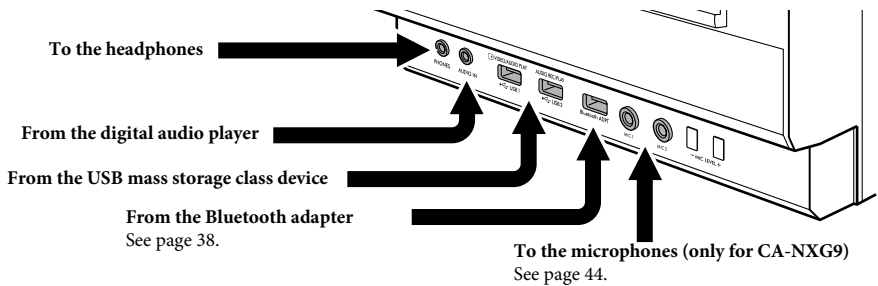 To the headphones
PHONES
AUDIO IN
VIDEO/AUDIO PLAY
USB 1
AUDIO REC/PLAY
USB 2
Bluetooth ADPT
MIC 1
MIC 2
– MIC LEVEL +
From the digital audio player
From the USB mass storage class device
From the Bluetooth adapter
See page 38.
To the microphones (only for CA-NXG9)
See page 44.